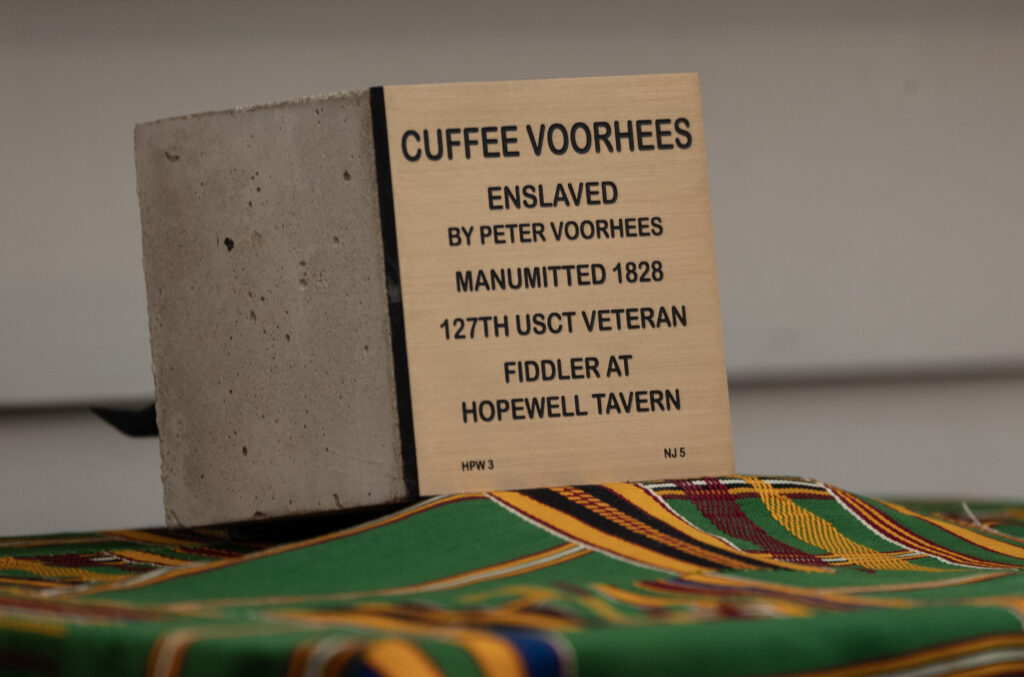 CUFFEE VOORHEES
ENSLAVED
BY PETER VOORHEES
MANUMITTED 1828
127TH USCT VETERAN
FIDDLER AT
HOPEWELL TAVERN
HPW 3 NJ 5